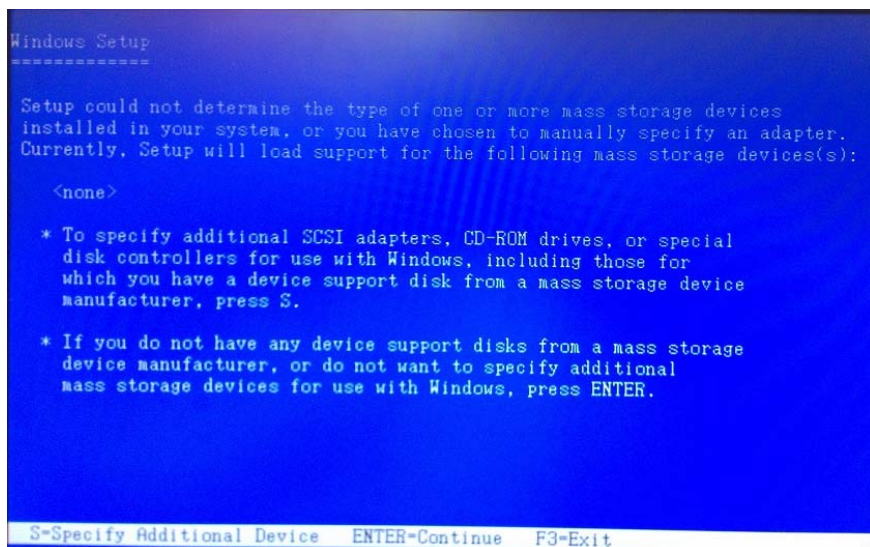 Windows Setup
=============
Setup could not determine the type of one or more mass storage devices
installed in your system, or you have chosen to manually specify an adapter.
Currently, Setup will load support for the following mass storage devices(s):
<none>
* To specify additional SCSI adapters, CD-ROM drives, or special
disk controllers for use with Windows, including those for
which you have a device support disk from a mass storage device
manufacturer, press S.
* If you do not have any device support disks from a mass storage
device manufacturer, or do not want to specify additional
mass storage devices for use with Windows, press ENTER.
S=Specify Additional Device ENTER=Continue F3=Exit